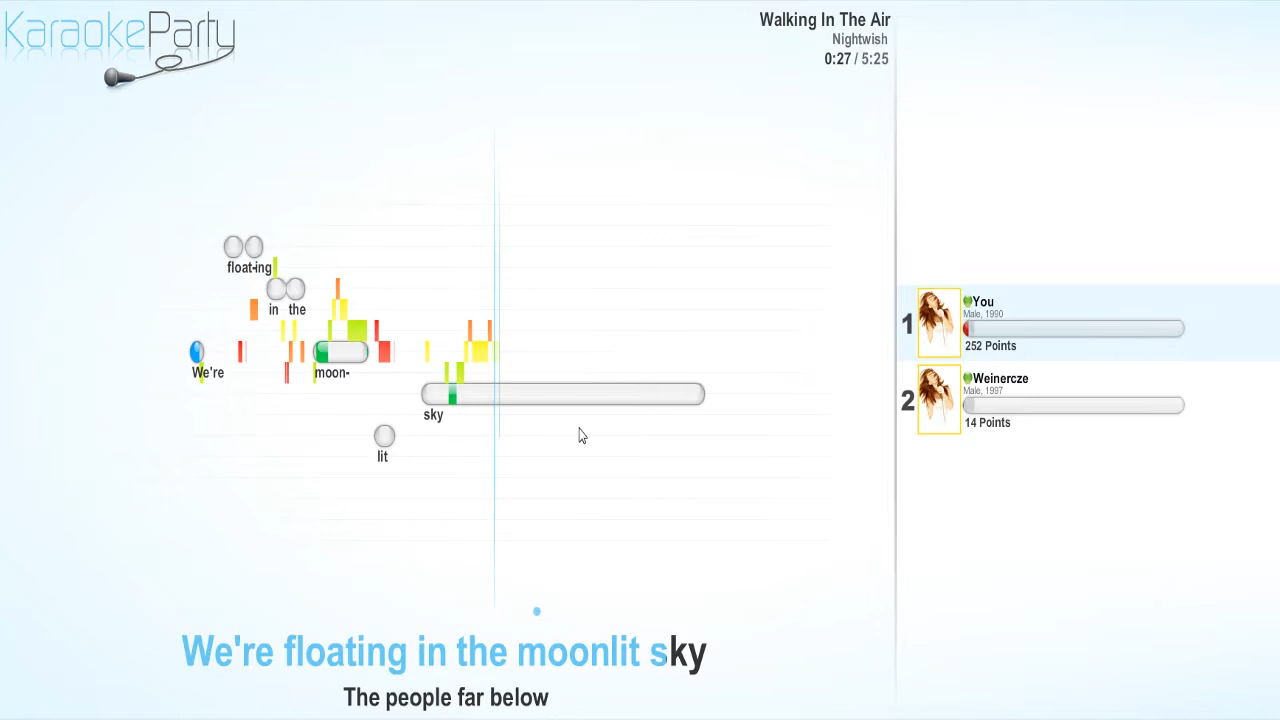 KaraokeParty
Walking In The Air
Nightwish
0:27 / 5:25
float-ing
in the
We're
moon-
sky
lit
1
You
Male, 1990
252 Points
2
Weinercze
Male, 1997
14 Points
We're floating in the moonlit sky
The people far below